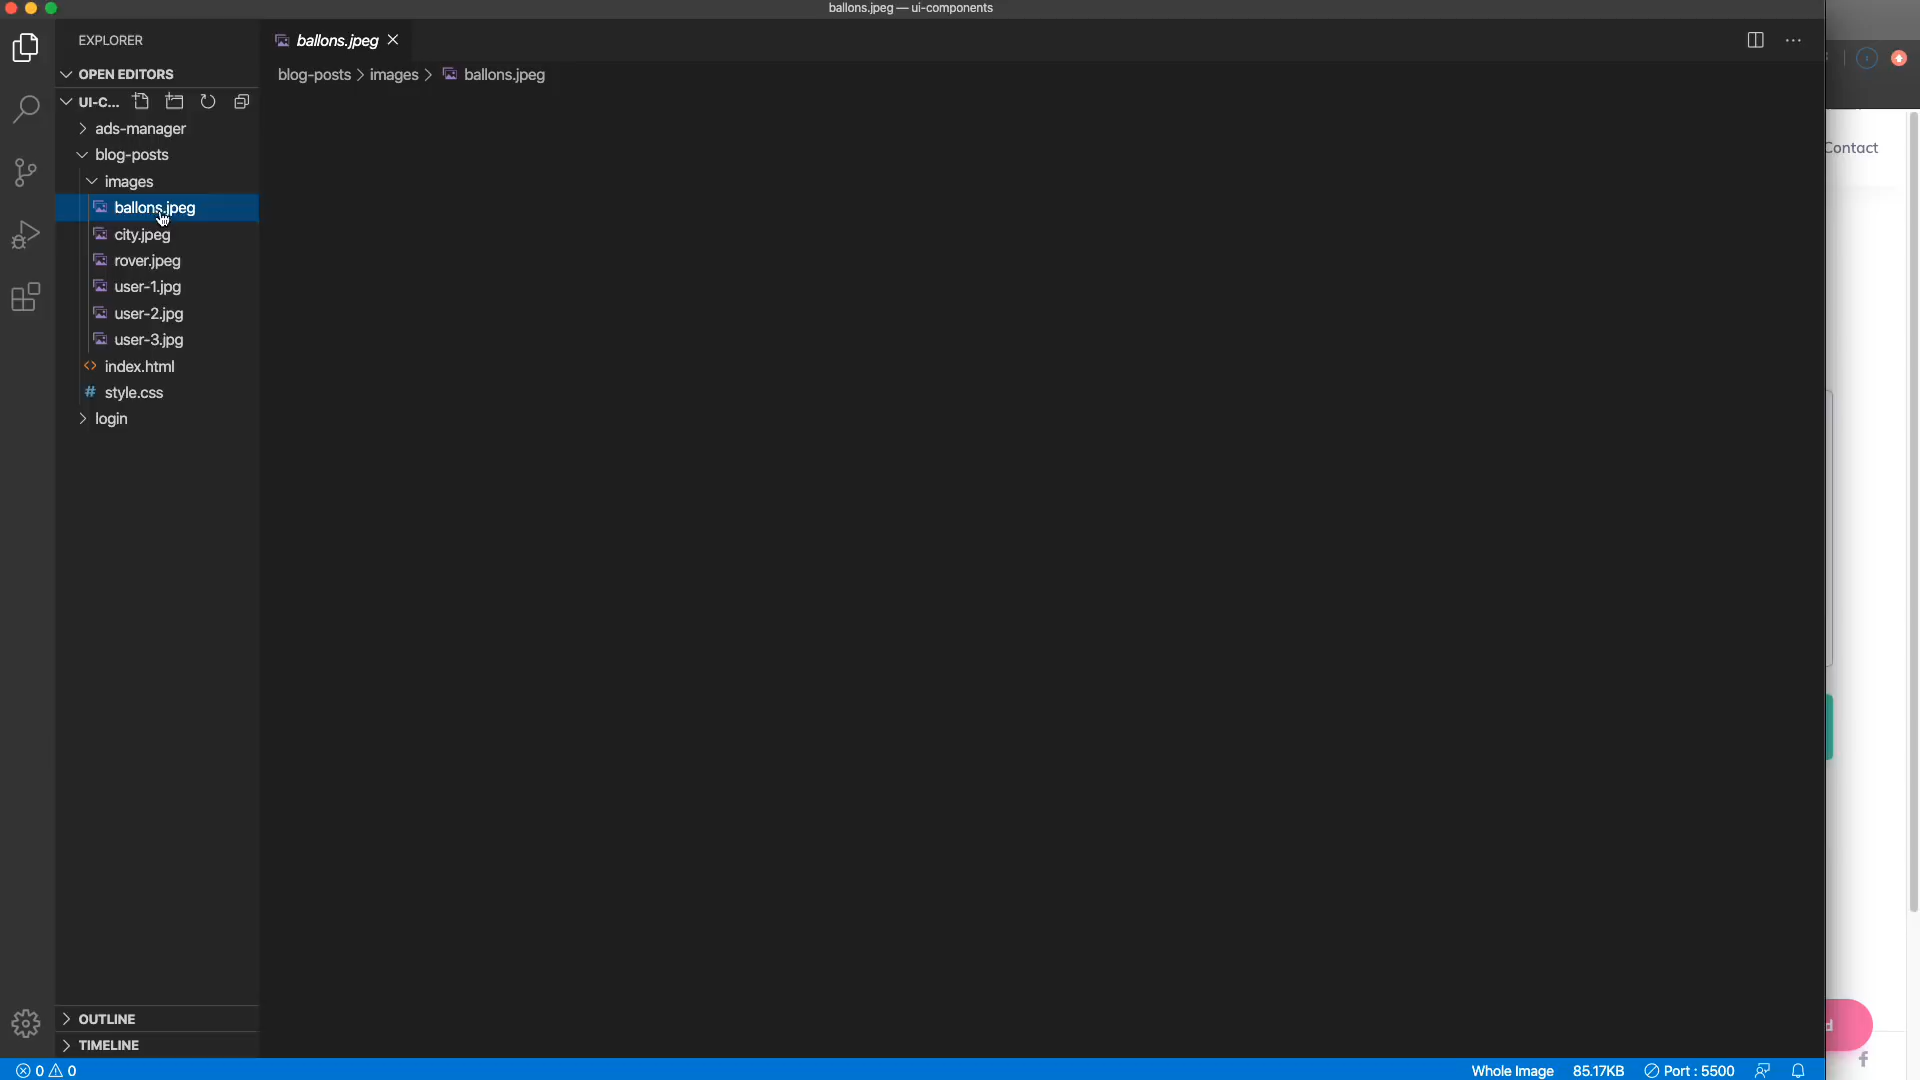 ballons.jpeg — ui-components
EXPLORER
ballons.jpeg
OPEN EDITORS
blog-posts > images > ballons.jpeg
UI-C...
ads-manager
blog-posts
images
ballons.jpeg
city.jpeg
rover.jpeg
user-1.jpg
user-2.jpg
user-3.jpg
index.html
# style.css
login
Contact
d
OUTLINE
TIMELINE
0 0
Whole Image 85.17KB Port : 5500